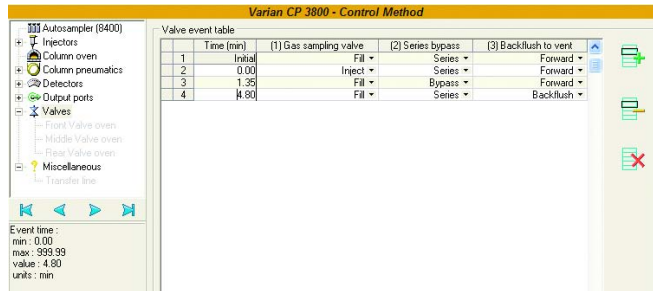 Varian CP 3800 - Control Method
Autosampler (8400)
Injectors
Column oven
Column pneumatics
Detectors
Output ports
Valves
Front Valve oven
Middle Valve oven
Rear Valve oven
Miscellaneous
Transfer line
Event time :
min : 0.00
max : 999.99
value : 4.80
units : min
Valve event table
Time (min) (1) Gas sampling valve (2) Series bypass (3) Backflush to vent
1 Initial Fill Series Forward
2 0.00 Inject Series Forward
3 1.35 Fill Bypass Forward
4 4.80 Fill Series Backflush